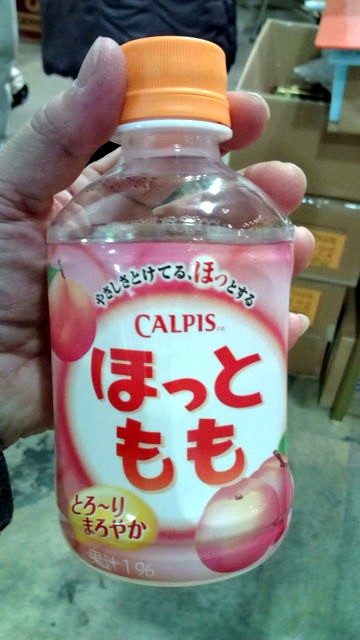 やさしさとけてる、ほっとする
CALPIS CO.
ほっと
もも
とろ〜り
まろやか
果汁1%